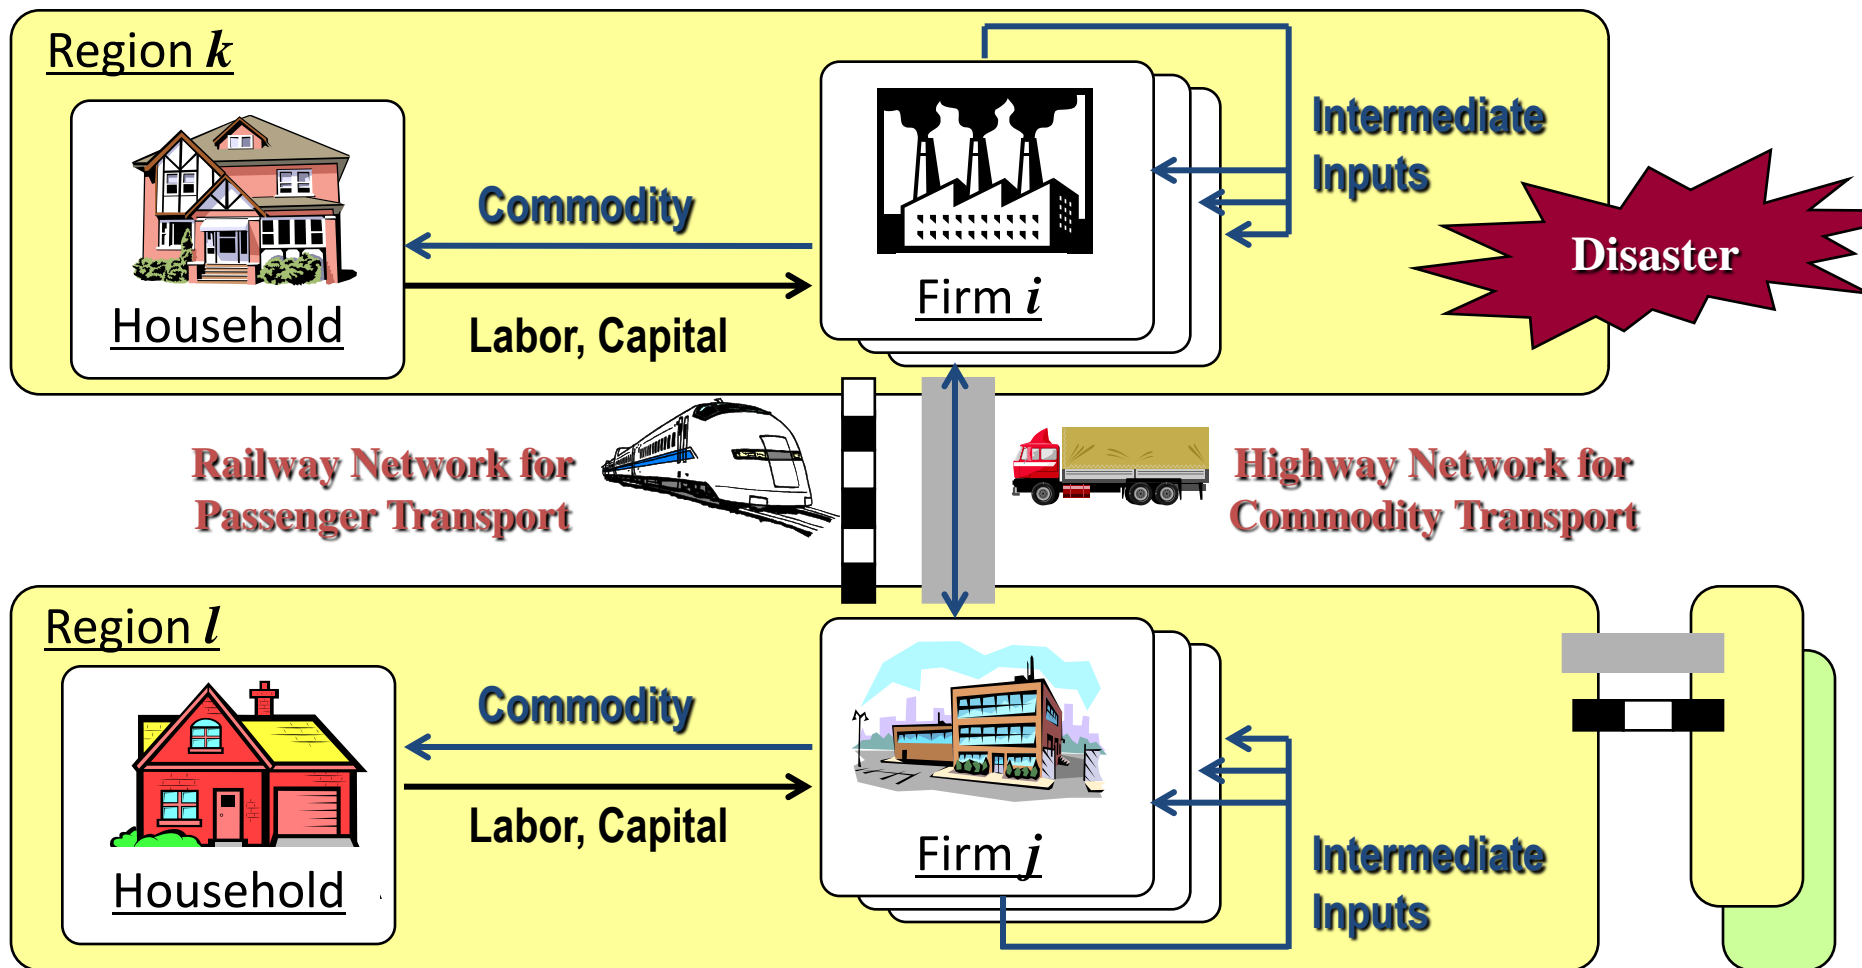 Region k
Intermediate
Inputs
Commodity
Disaster
Firm i
Household
Labor, Capital
Railway Network for
Passenger Transport
Highway Network for
Commodity Transport
Region l
Commodity
Labor, Capital
Firm j
Intermediate
Inputs
Household